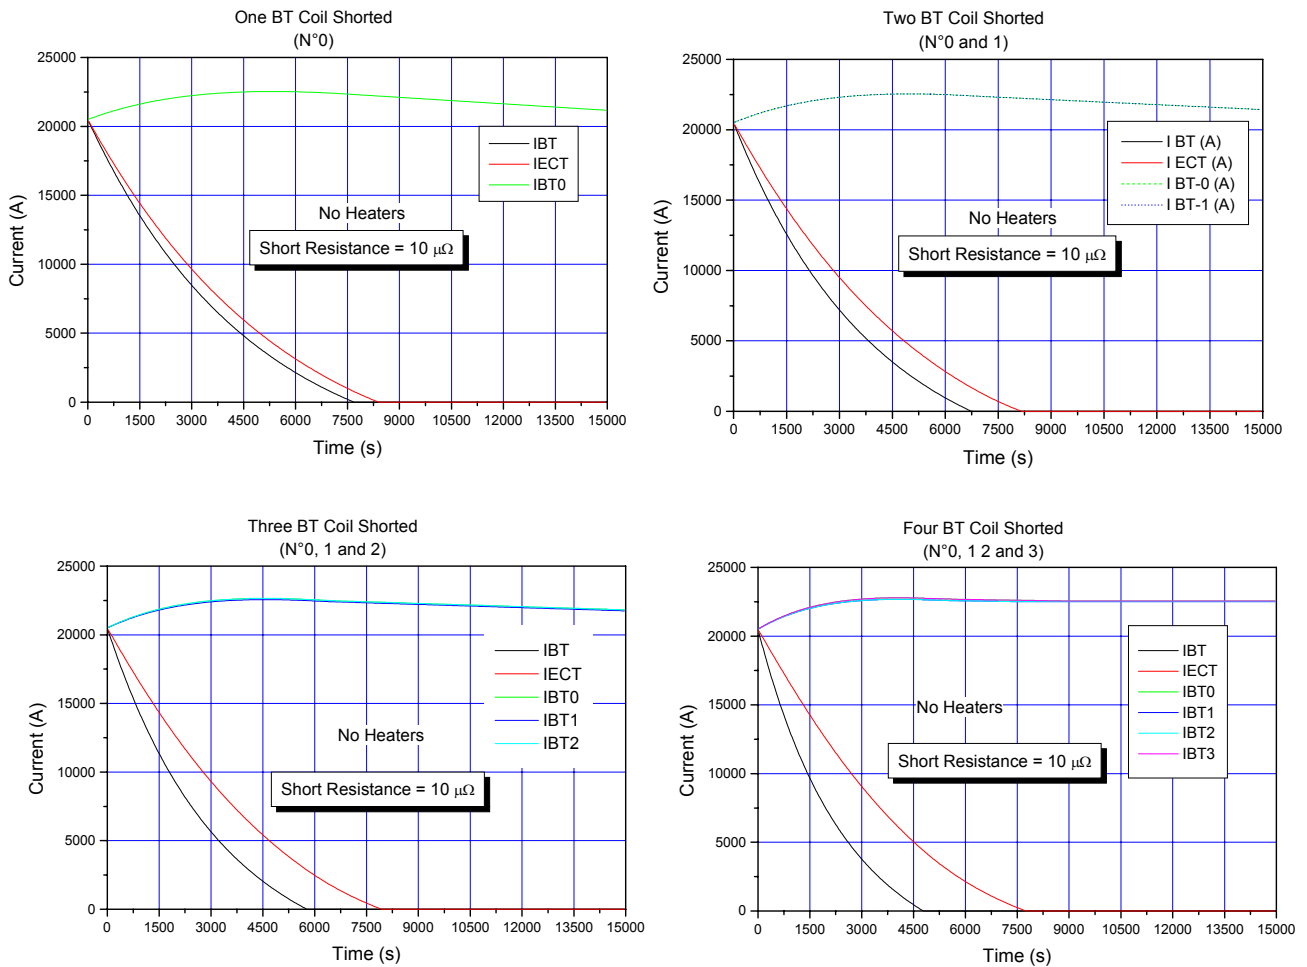 One BT Coil Shorted
(N°0)
25000
20000
15000
10000
5000
0
Current (A)
IBT
IECT
IBT0
No Heaters
Short Resistance = 10 μΩ
0 1500 3000 4500 6000 7500 9000 10500 12000 13500 15000
Time (s)
Two BT Coil Shorted
(N°0 and 1)
25000
20000
15000
10000
5000
0
Current (A)
I BT (A)
I ECT (A)
I BT-0 (A)
I BT-1 (A)
No Heaters
Short Resistance = 10 μΩ
0 1500 3000 4500 6000 7500 9000 10500 12000 13500 15000
Time (s)
Three BT Coil Shorted
(N°0, 1 and 2)
25000
20000
15000
10000
5000
0
Current (A)
IBT
IECT
IBT0
IBT1
IBT2
No Heaters
Short Resistance = 10 μΩ
0 1500 3000 4500 6000 7500 9000 10500 12000 13500 15000
Time (s)
Four BT Coil Shorted
(N°0, 1 2 and 3)
25000
20000
15000
10000
5000
0
Current (A)
IBT
IECT
IBT0
IBT1
IBT2
IBT3
No Heaters
Short Resistance = 10 μΩ
0 1500 3000 4500 6000 7500 9000 10500 12000 13500 15000
Time (s)